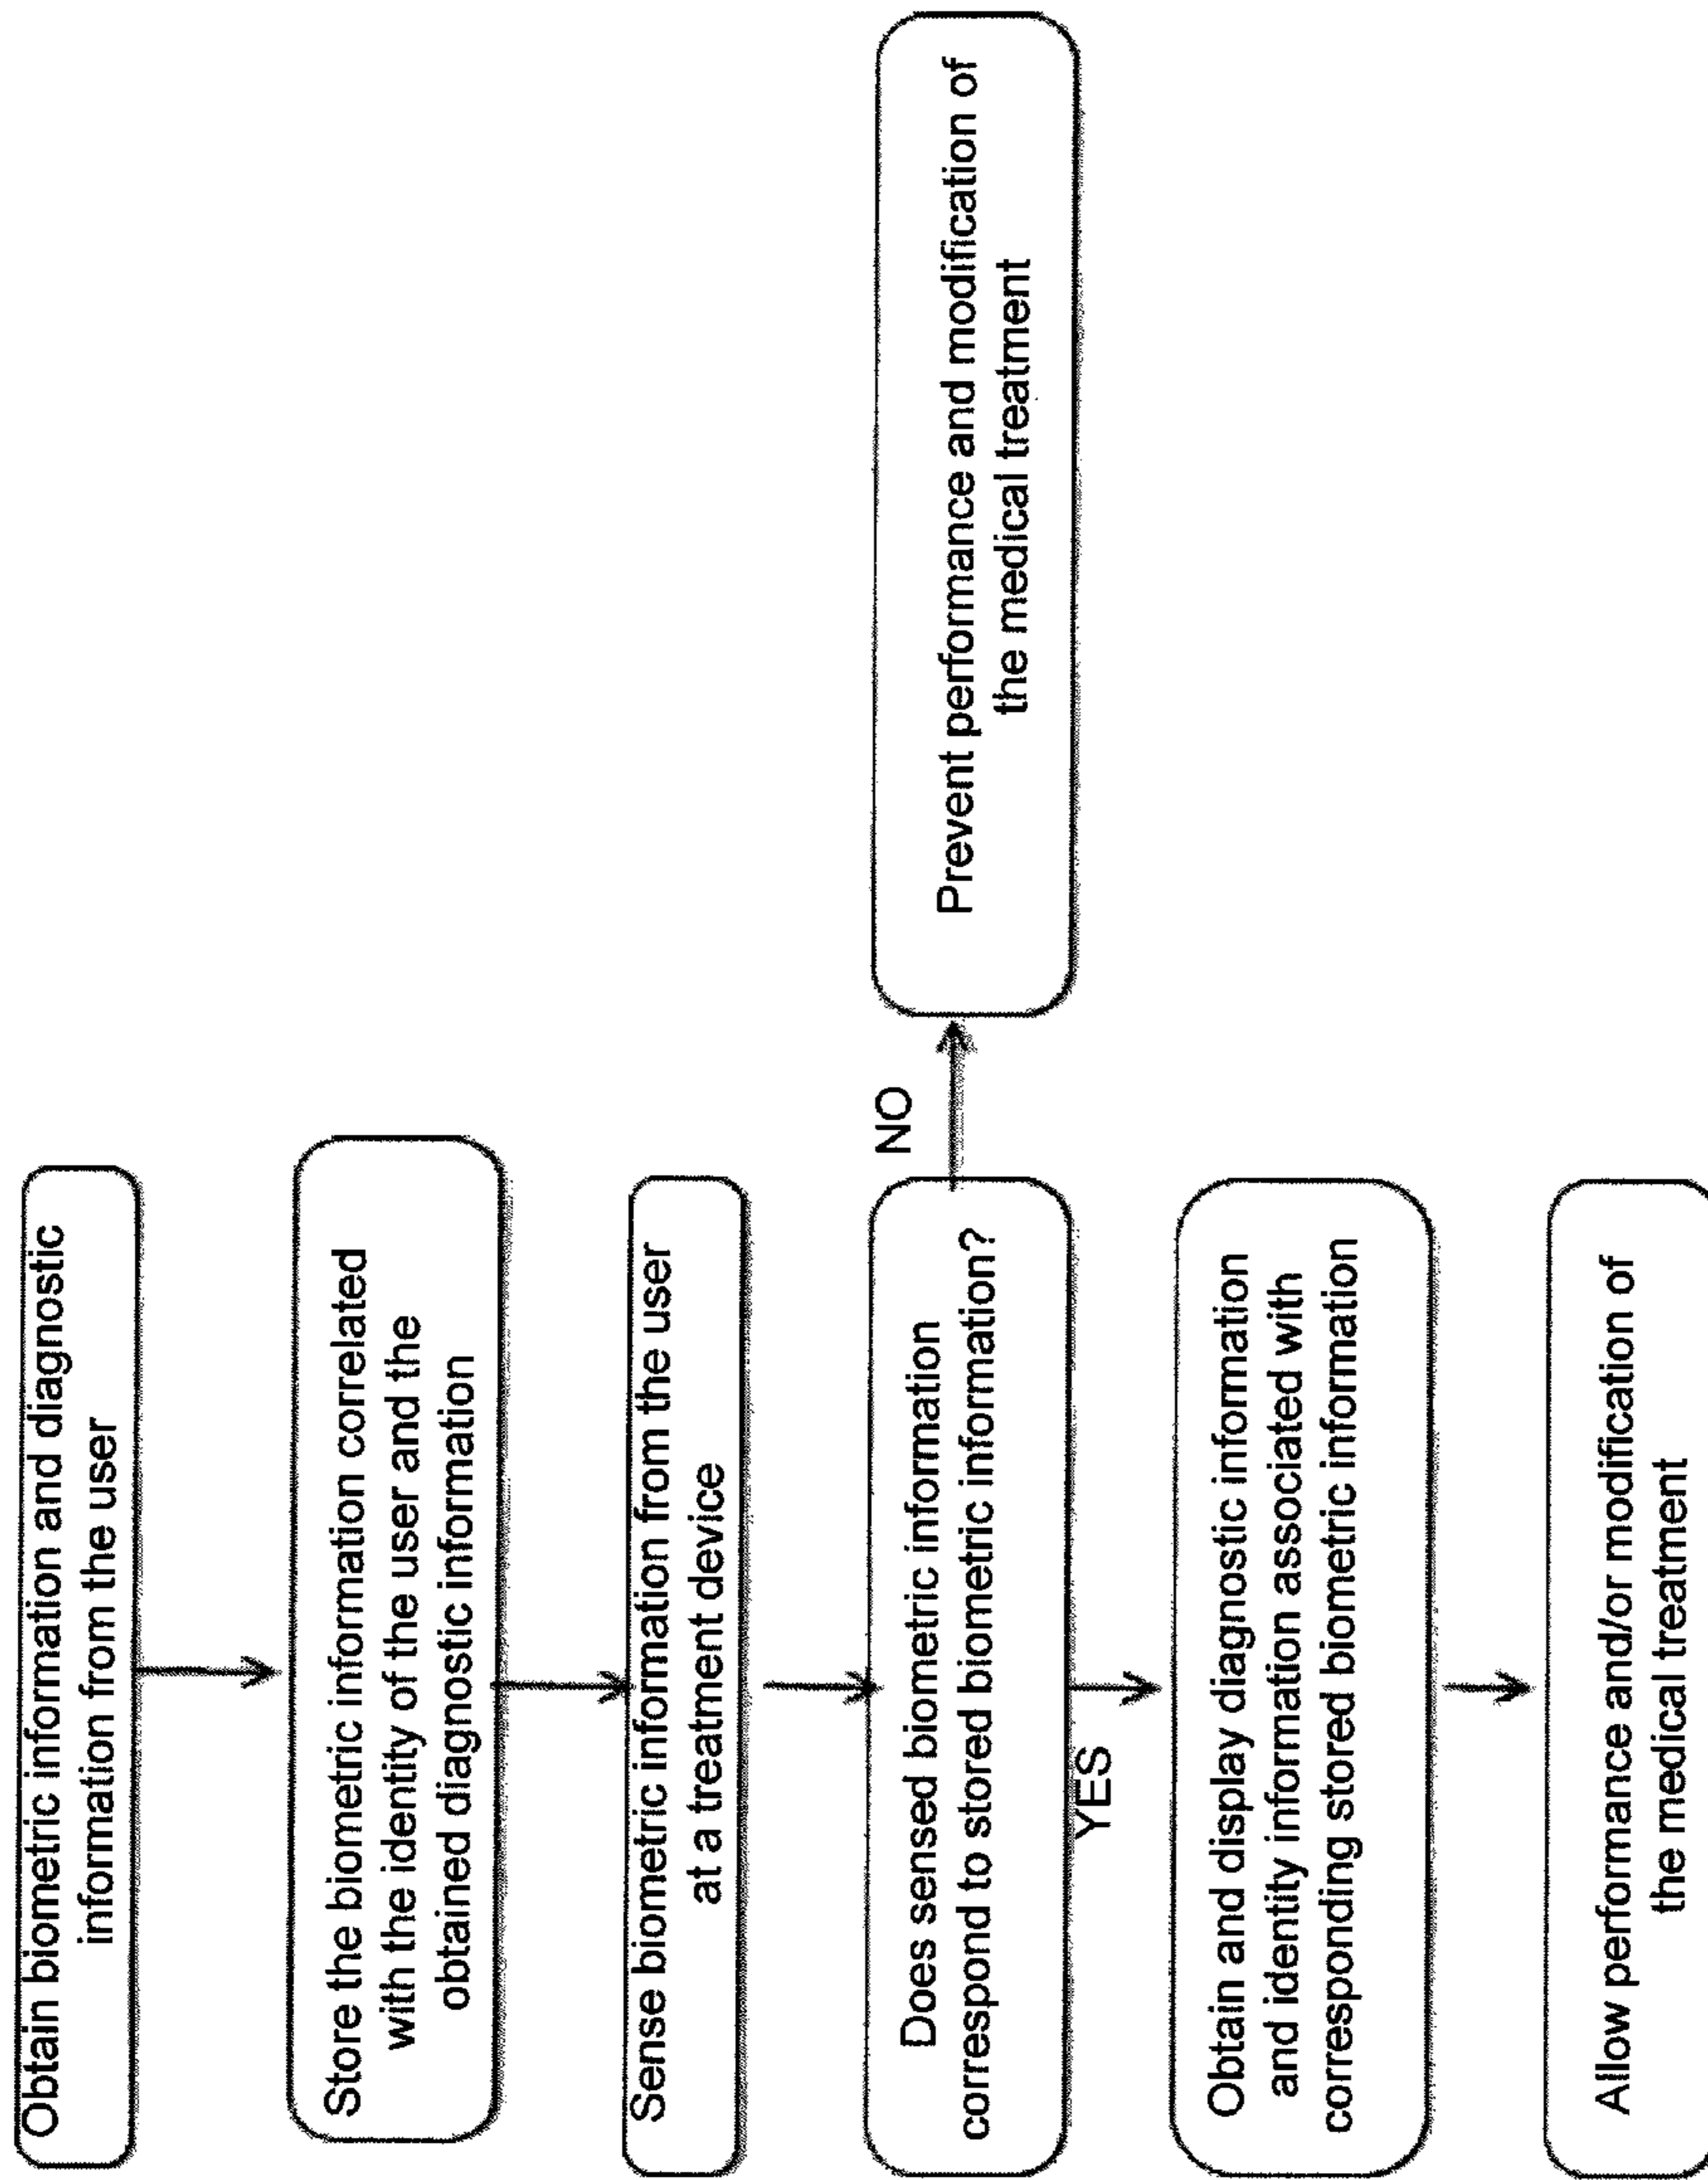 Obtain biometric information and diagnostic
information from the user
Store the biometric information correlated
with the identity of the user and the
obtained diagnostic information
Sense biometric information from the user
at a treatment device
Does sensed biometric information
correspond to stored biometric information?
NO
Prevent performance and modification of
the medical treatment
YES
Obtain and display diagnostic information
and identity information associated with
corresponding stored biometric information
Allow performance and/or modification of
the medical treatment